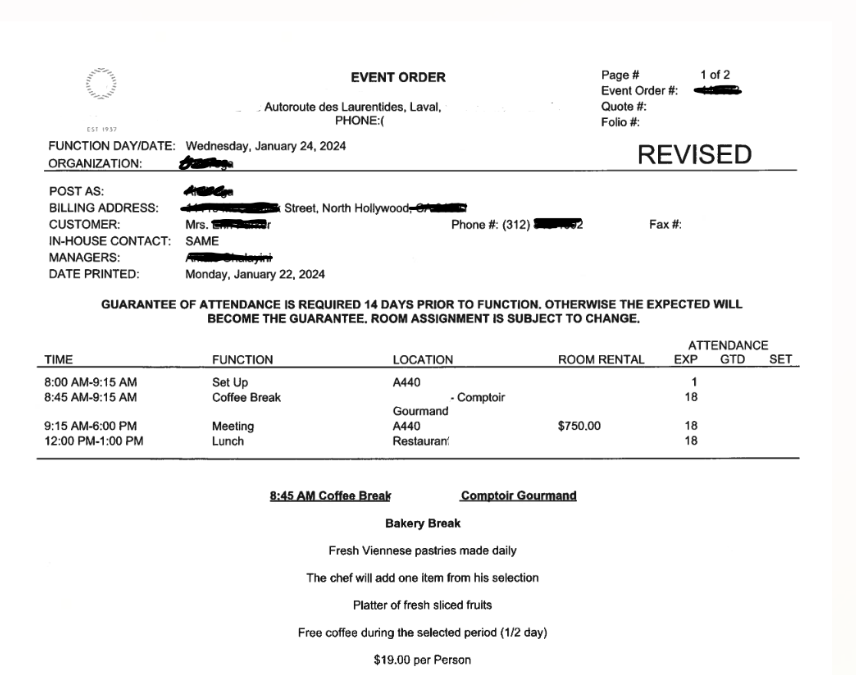 EVENT ORDER
Page # 1 of 2
Event Order #:
Autoroute des Laurentides, Laval,
Quote #:
PHONE:(
Folio #:
EST 1937
FUNCTION DAY/DATE: Wednesday, January 24, 2024
REVISED
ORGANIZATION:
POST AS:
BILLING ADDRESS: Street, North Hollywood,
CUSTOMER: Mrs. Phone #: (312) Fax #:
IN-HOUSE CONTACT: SAME
MANAGERS:
DATE PRINTED: Monday, January 22, 2024
GUARANTEE OF ATTENDANCE IS REQUIRED 14 DAYS PRIOR TO FUNCTION. OTHERWISE THE EXPECTED WILL
BECOME THE GUARANTEE. ROOM ASSIGNMENT IS SUBJECT TO CHANGE.
ATTENDANCE
TIME FUNCTION LOCATION ROOM RENTAL EXP GTD SET
8:00 AM-9:15 AM Set Up A440 1
8:45 AM-9:15 AM Coffee Break - Comptoir 18
Gourmand
9:15 AM-6:00 PM Meeting A440 $750.00 18
12:00 PM-1:00 PM Lunch Restaurant 18
8:45 AM Coffee Break Comptoir Gourmand
Bakery Break
Fresh Viennese pastries made daily
The chef will add one item from his selection
Platter of fresh sliced fruits
Free coffee during the selected period (1/2 day)
$19.00 per Person